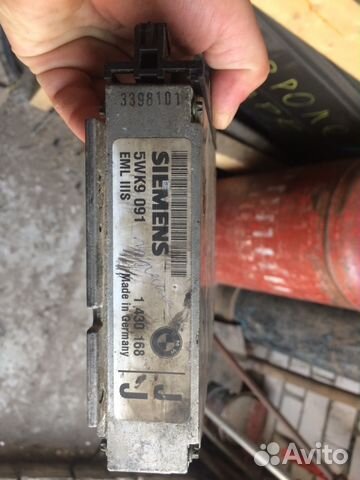 3398101
SIEMENS
5WK9 091
EML IIIS
1 430 168
Made in Germany
J
J
Avito